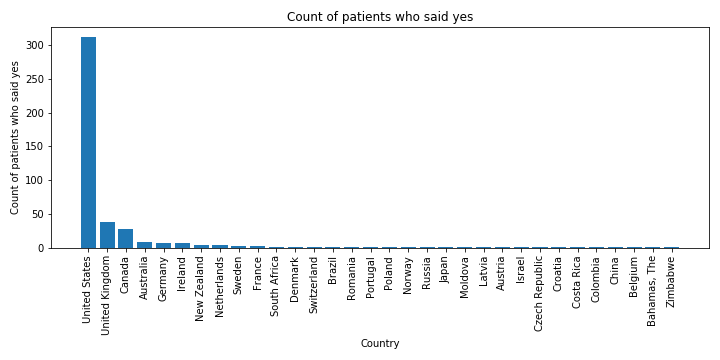 Count of patients who said yes
Count of patients who said yes
300
250
200
150
100
50
0
United States
United Kingdom
Canada
Australia
Germany
Ireland
New Zealand
Netherlands
Sweden
France
South Africa
Denmark
Switzerland
Brazil
Romania
Portugal
Poland
Norway
Russia
Japan
Moldova
Latvia
Austria
Israel
Czech Republic
Croatia
Costa Rica
Colombia
China
Belgium
Bahamas, The
Zimbabwe
Country